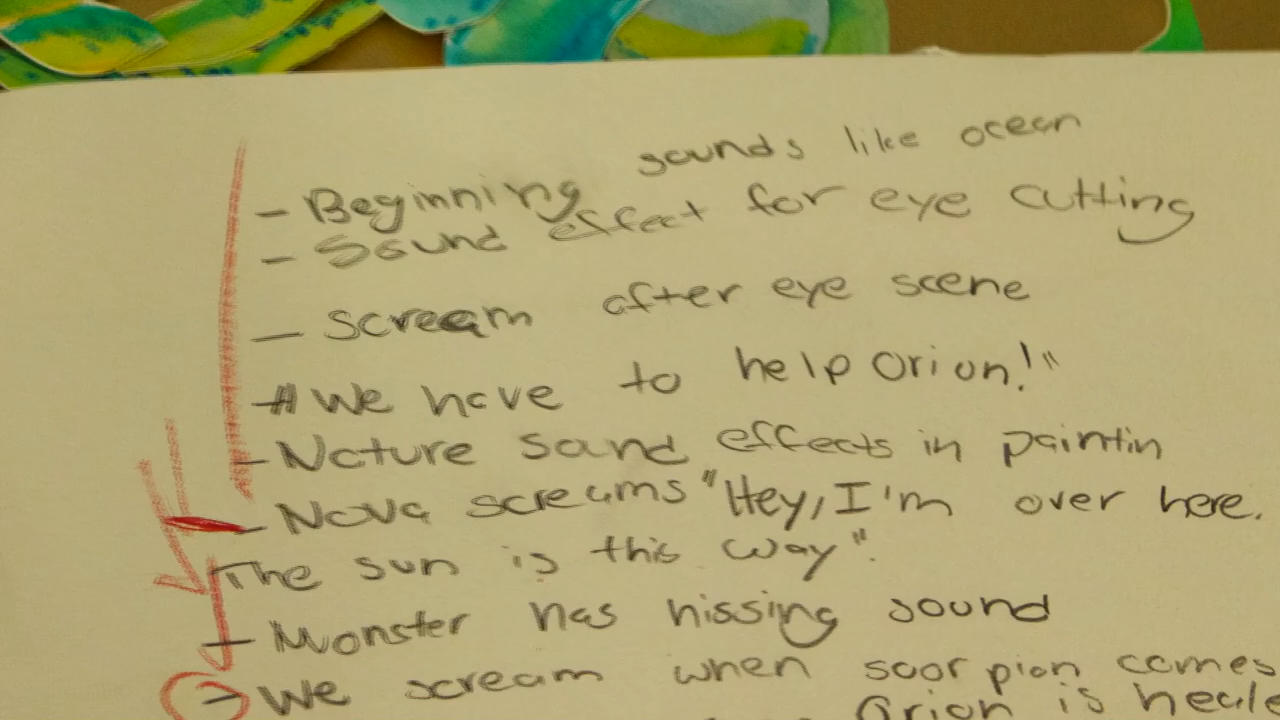 - Beginning sounds like ocean
- Sound effect for eye cutting
- Scream after eye scene
"We have to help Orion!"
- Nature sound effects in paintin
- Nova screams "Hey, I'm over here.
The sun is this way".
- Monster has hissing sound
- We scream when scorpion comes
Orion is heale